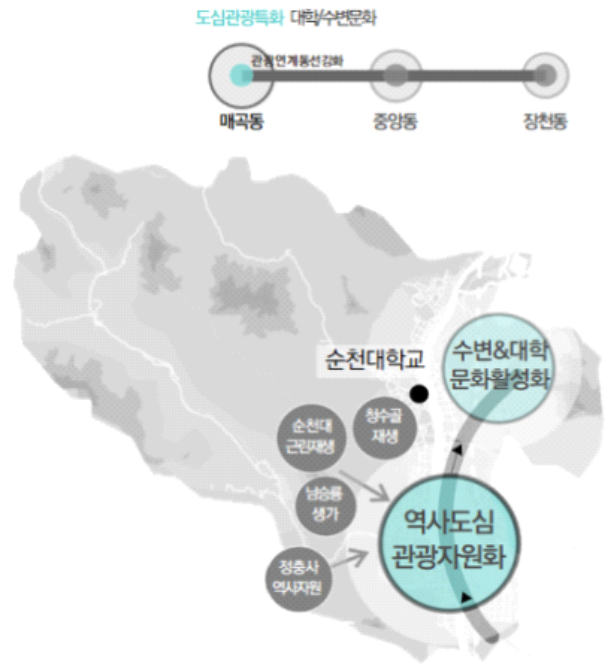 도심관광특화 대학/수변문화
관광연계동선강화
매곡동
중앙동
장천동
순천대학교
수변&대학
문화활성화
청수골
재생
순천대
근린재생
남승룡
생가
역사도심
관광자원화
정충사
역사자원